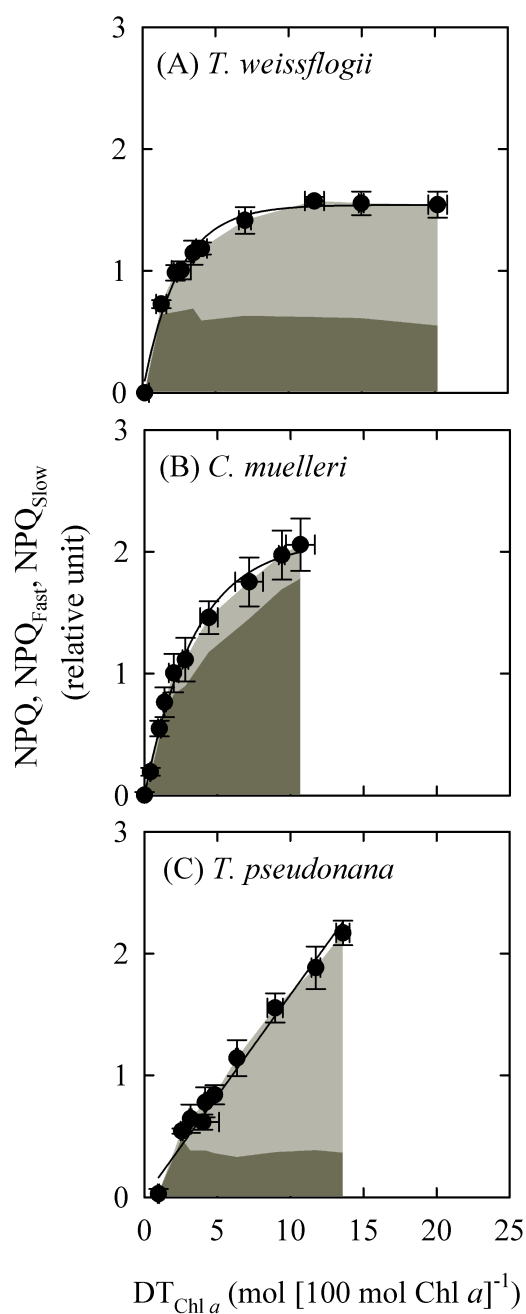 3
(A) T. weissflogii
2
1
0
3
(B) C. muelleri
2
1
0
3
(C) T. pseudonana
2
1
0
0 5 10 15 20 25
NPQ, NPQFast, NPQSlow
(relative unit)
DTChl a (mol [100 mol Chl a]-1)